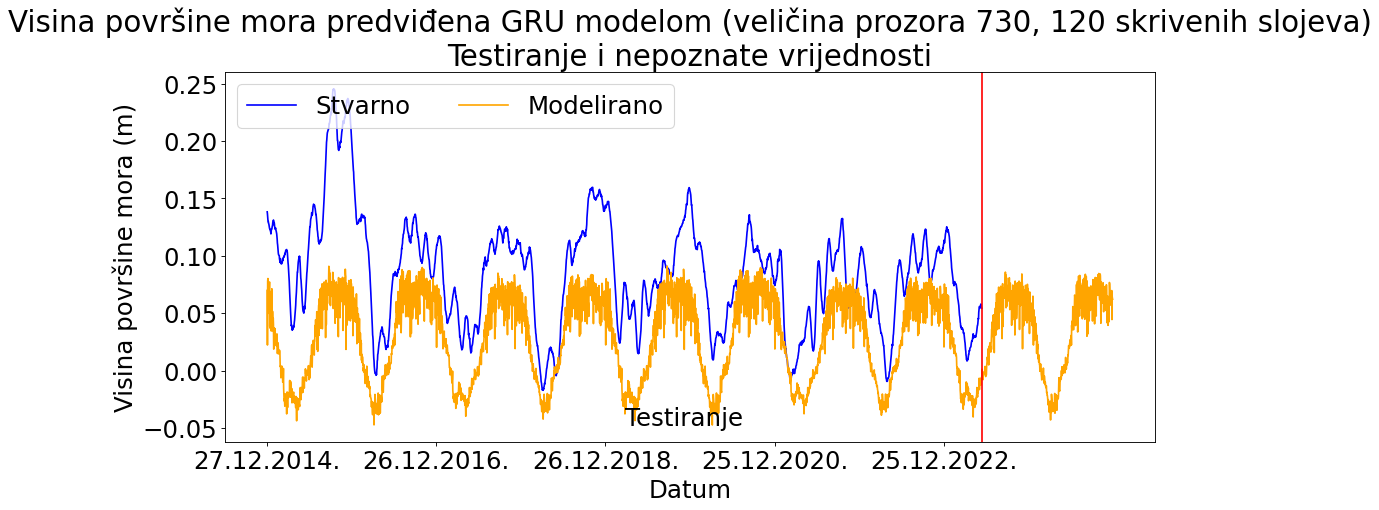 Visina površine mora predviđena GRU modelom (veličina prozora 730, 120 skrivenih slojeva)
Testiranje i nepoznate vrijednosti
Stvarno Modelirano
Visina površine mora (m)
0.25
0.20
0.15
0.10
0.05
0.00
−0.05
Testiranje
27.12.2014. 26.12.2016. 26.12.2018. 25.12.2020. 25.12.2022.
Datum